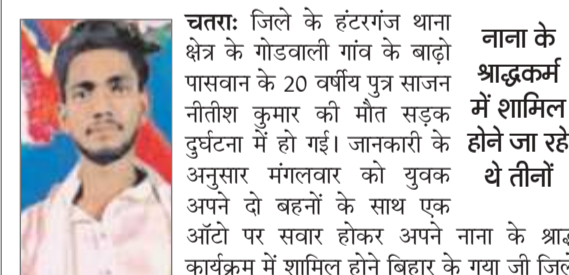 चतराः जिले के हंटरगंज थाना
क्षेत्र के गोडवाली गांव के बाढ़ो
पासवान के 20 वर्षीय पुत्र साजन
नीतीश कुमार की मौत सड़क
दुर्घटना में हो गई। जानकारी के
अनुसार मंगलवार को युवक
अपने दो बहनों के साथ एक
ऑटो पर सवार होकर अपने नाना के
कार्यक्रम में शामिल होने बिहार के गया जी
नाना के
श्राद्धकर्म
में शामिल
होने जा रहे
थे तीनों